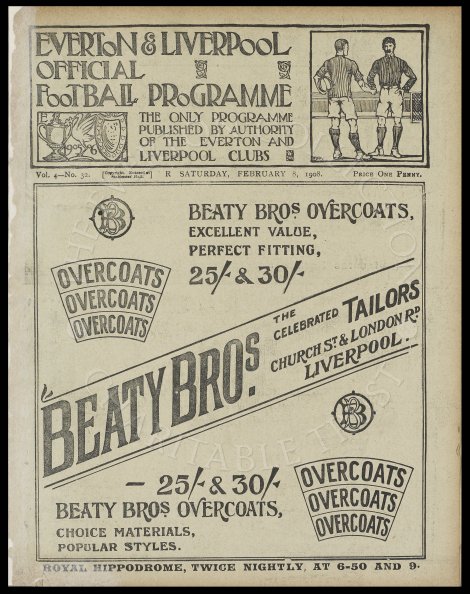 EVERTON & LIVERPOOL
OFFICIAL
FOOTBALL PROGRAMME
THE ONLY PROGRAMME
PUBLISHED BY AUTHORITY
OF THE EVERTON AND
LIVERPOOL CLUBS
Vol. 4—No. 32.
R SATURDAY, FEBRUARY 8, 1908.
PRICE ONE PENNY.
BB
BEATY BROS. OVERCOATS,
EXCELLENT VALUE,
PERFECT FITTING,
25/- & 30/-
OVERCOATS
OVERCOATS
OVERCOATS
BEATY BROS.
THE
CELEBRATED TAILORS
CHURCH ST & LONDON RD
LIVERPOOL.
BB
– 25/- & 30/-
BEATY BROS OVERCOATS,
CHOICE MATERIALS,
POPULAR STYLES.
OVERCOATS
OVERCOATS
OVERCOATS
ROYAL HIPPODROME, TWICE NIGHTLY, AT 6-50 AND 9.